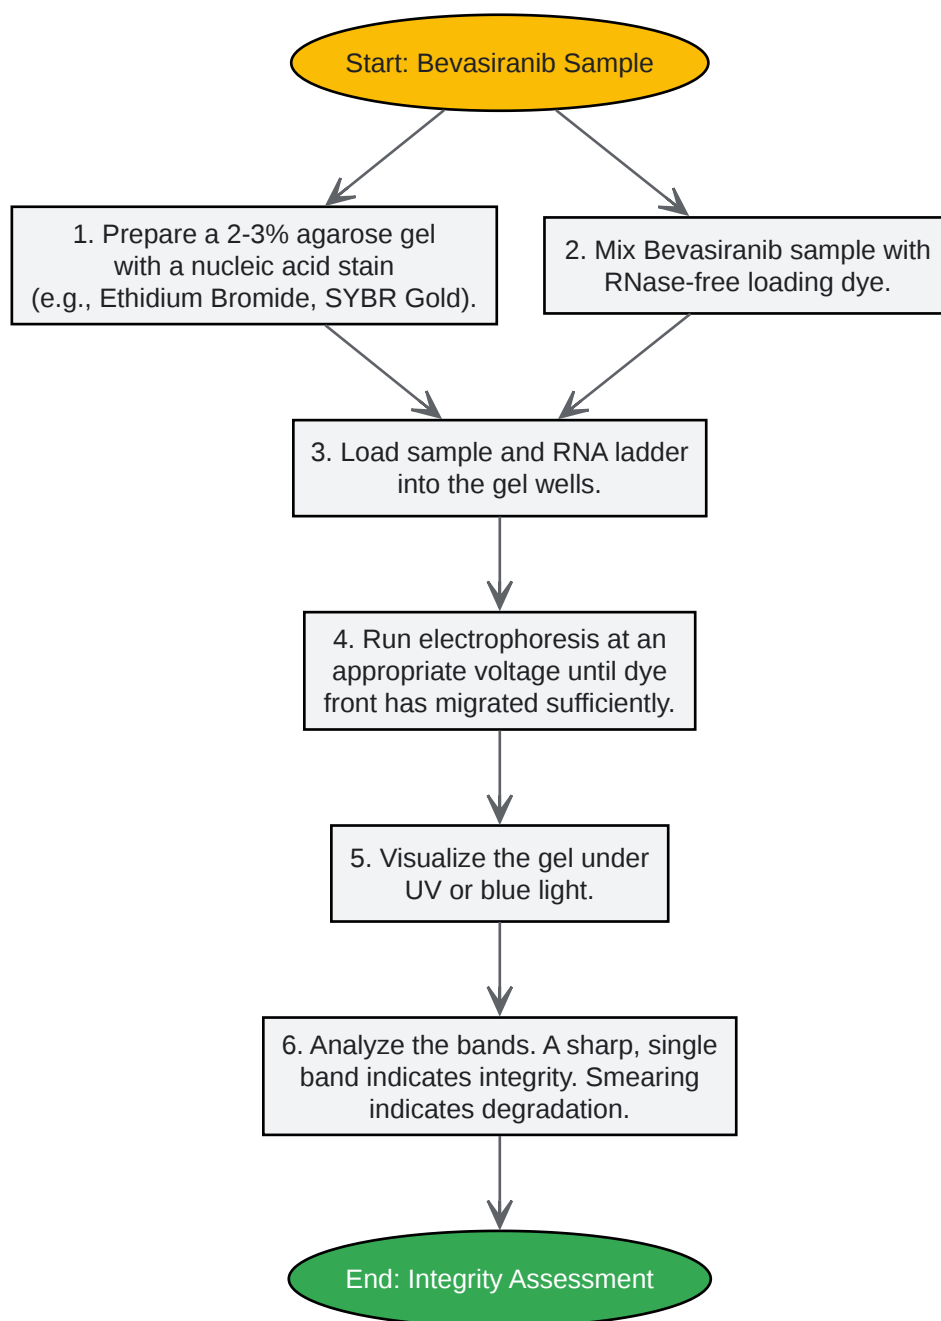 Start: Bevasiranib Sample
1. Prepare a 2-3% agarose gel
with a nucleic acid stain
(e.g., Ethidium Bromide, SYBR Gold).
2. Mix Bevasiranib sample with
RNase-free loading dye.
3. Load sample and RNA ladder
into the gel wells.
4. Run electrophoresis at an
appropriate voltage until dye
front has migrated sufficiently.
5. Visualize the gel under
UV or blue light.
6. Analyze the bands. A sharp, single
band indicates integrity. Smearing
indicates degradation.
End: Integrity Assessment